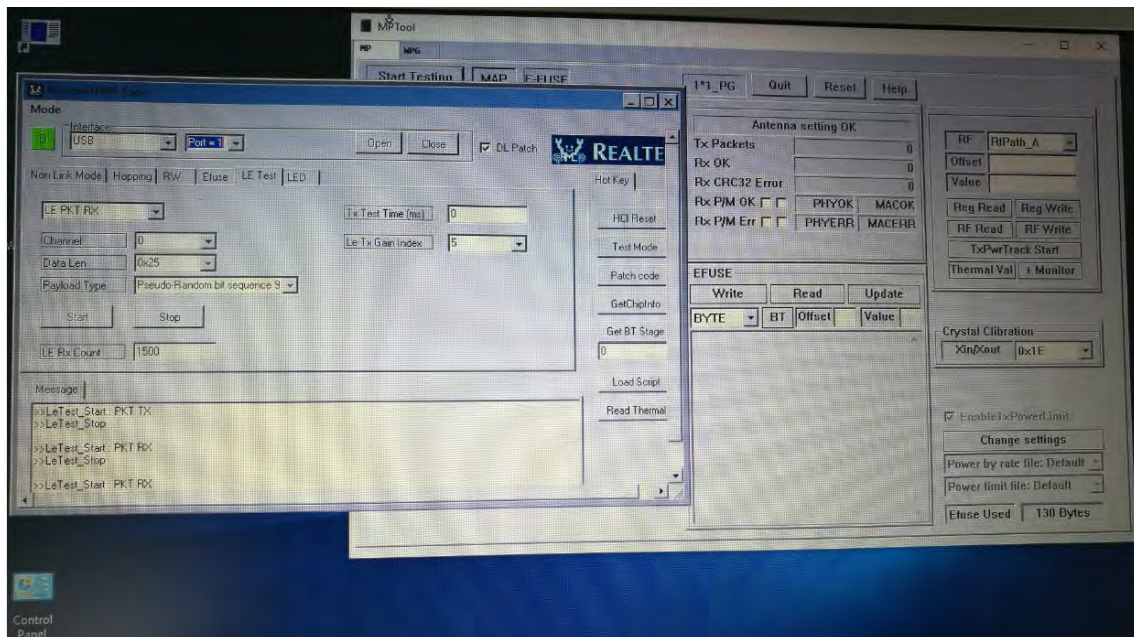 MPTool
MP MPG
Start Testing MAP E-FUSE
1*1_PG Quit Reset Help
Antenna setting OK
Tx Packets 0
Rx OK 0
Rx CRC32 Error 0
Rx P/M OK PHYOK MACOK
Rx P/M Err PHYERR MACERR
EFUSE
Write Read Update
BYTE BT Offset Value
RF RfPath_A
Offset
Value
Reg Read Reg Write
RF Read RF Write
TxPwrTrack Start
Thermal Val + Monitor
Crystal Clibration
Xin/Xout 0x1E
EnableTxPowerLimit
Change settings
Power by rate file: Default
Power limit file: Default
Efuse Used 130 Bytes
Mode
Interface
USB Port = 1 Open Close DL Patch REALTE
Non Link Mode Hopping RW Efuse LE Test LED
LE PKT RX Tx Test Time (ms) 0
Channel 0 Le Tx Gain Index 5
Data Len 0x25
Payload Type Pseudo-Random bit sequence 9
Start Stop
LE Rx Count 1500
Hot Key
HCI Reset
Test Mode
Patch code
GetChipInfo
Get BT Stage
0
Load Script
Read Thermal
Message
>>LeTest_Start : PKT TX
>>LeTest_Stop
>>LeTest_Start : PKT RX
>>LeTest_Stop
>>LeTest_Start : PKT RX
Control
Panel